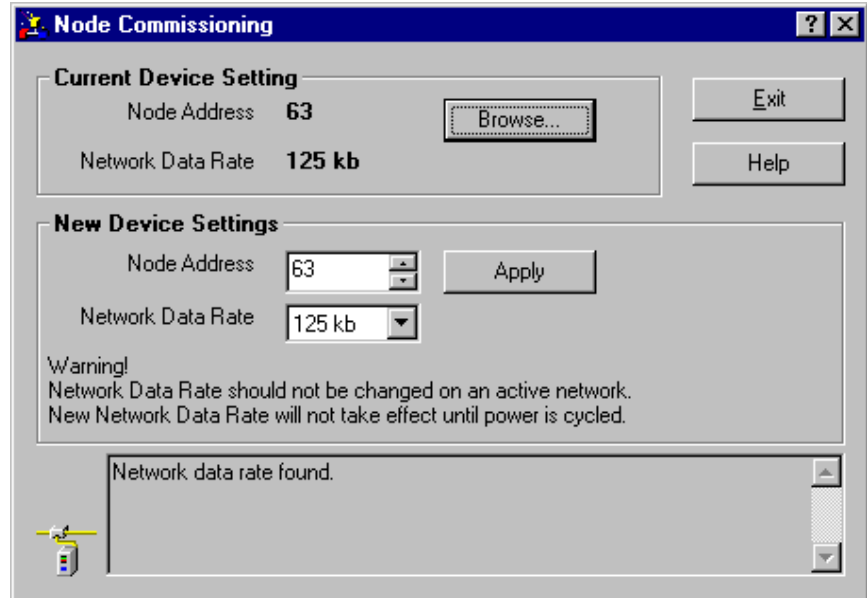 Node Commissioning
Current Device Setting
Node Address 63
Browse...
Network Data Rate 125 kb
Exit
Help
New Device Settings
Node Address 63
Apply
Network Data Rate 125 kb
Warning!
Network Data Rate should not be changed on an active network.
New Network Data Rate will not take effect until power is cycled.
Network data rate found.